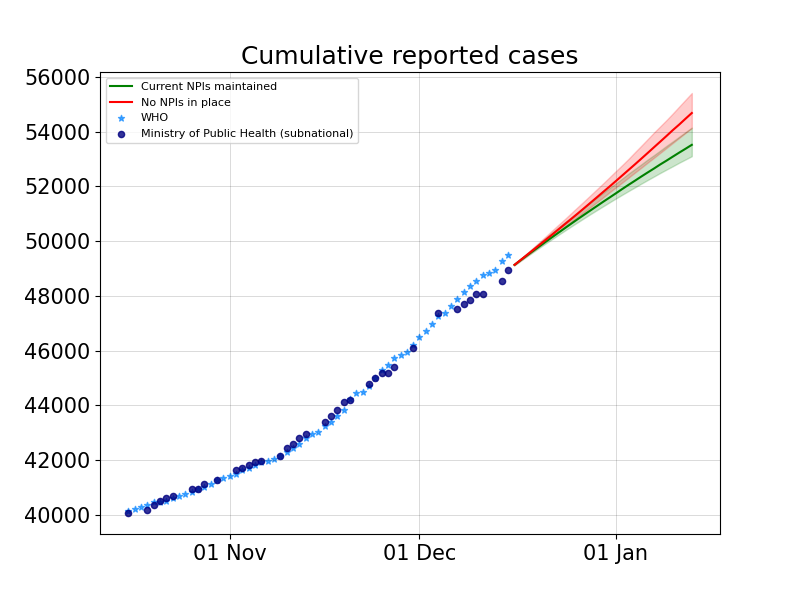 Cumulative reported cases
56000
54000
52000
50000
48000
46000
44000
42000
40000
Current NPIs maintained
No NPIs in place
WHO
Ministry of Public Health (subnational)
01 Nov
01 Dec
01 Jan